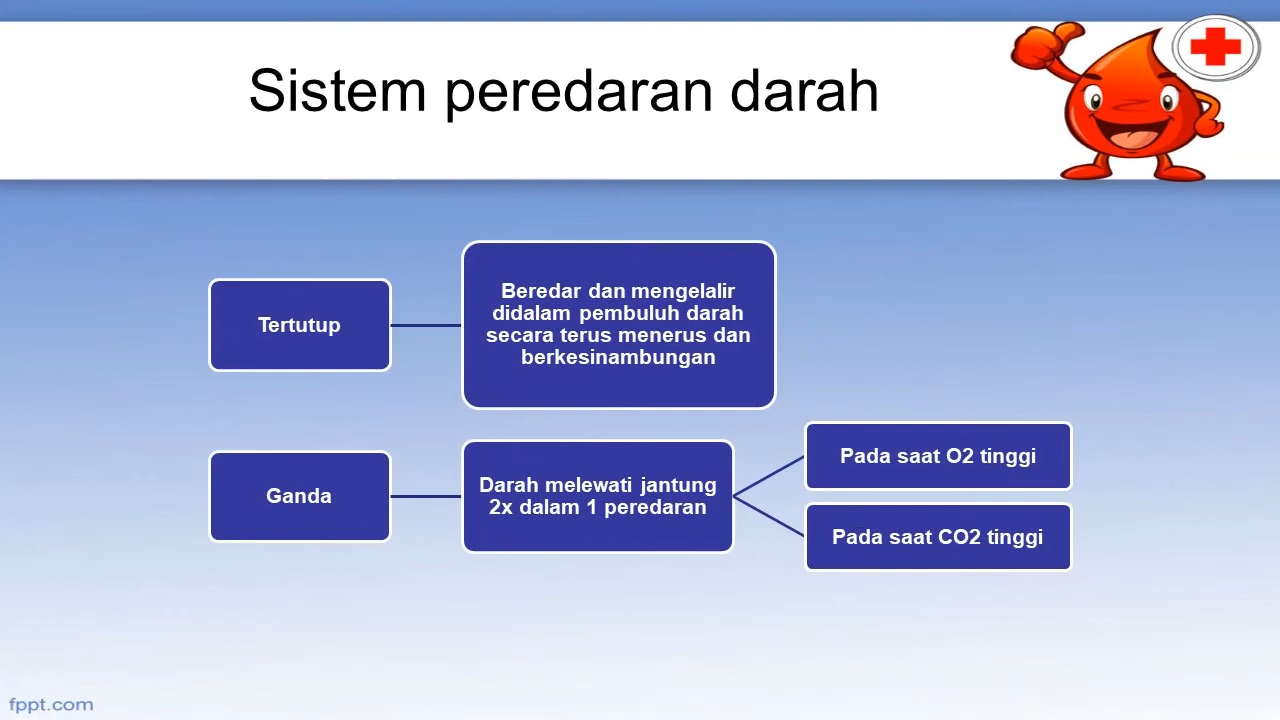 Sistem peredaran darah
Tertutup
Beredar dan mengelalir
didalam pembuluh darah
secara terus menerus dan
berkesinambungan
Ganda
Darah melewati jantung
2x dalam 1 peredaran
Pada saat O2 tinggi
Pada saat CO2 tinggi
fppt.com